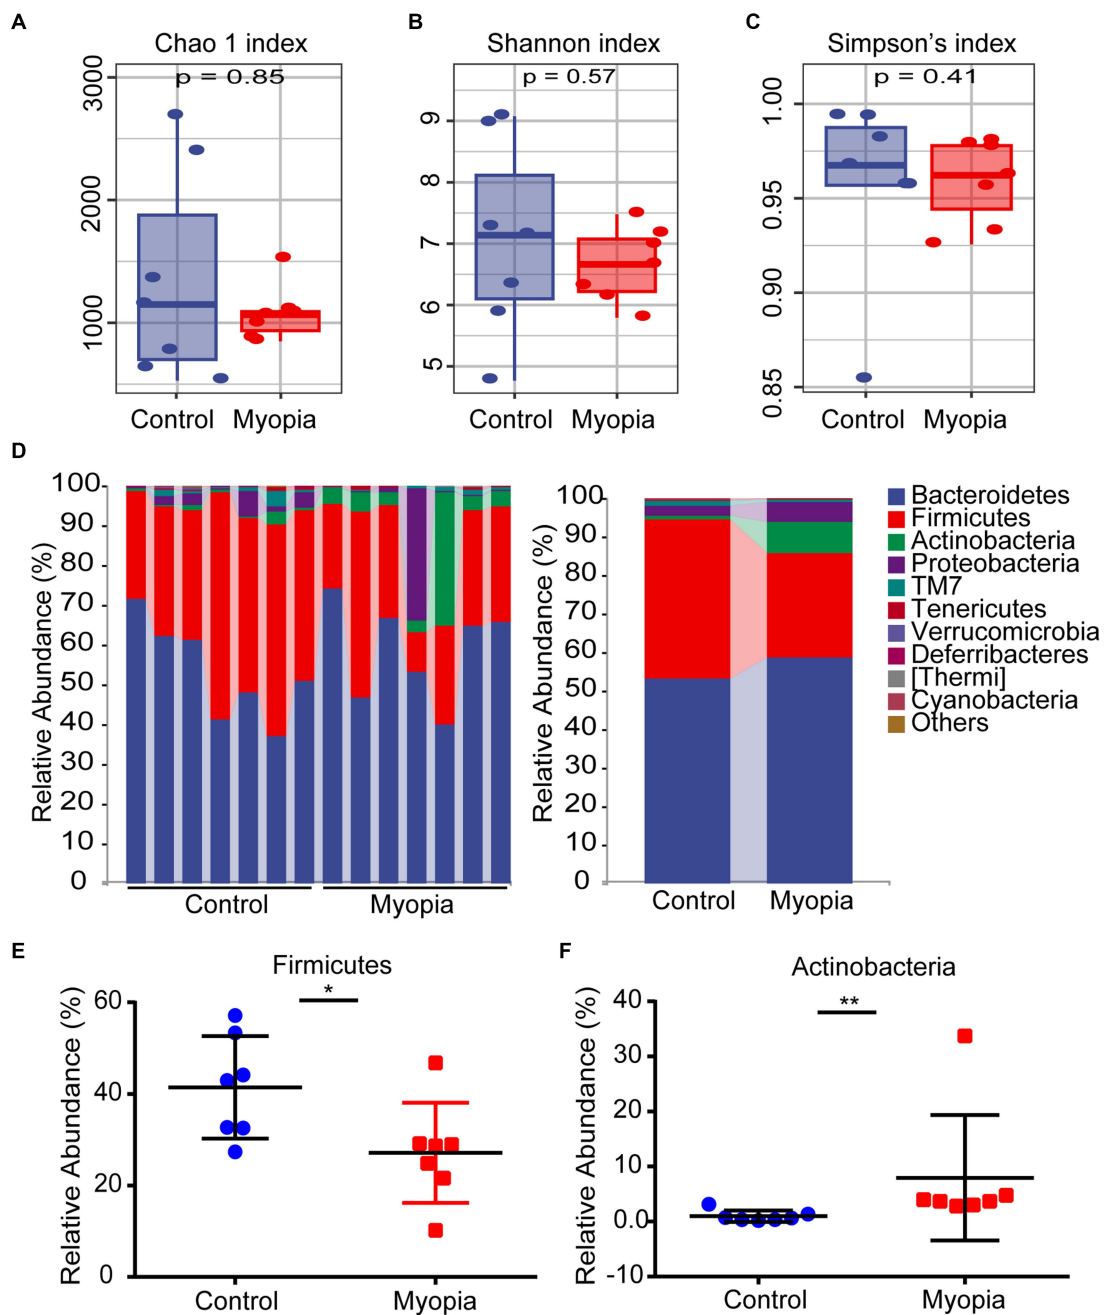 A
Chao 1 index
p = 0.85
3000
2000
1000
Control
Myopia
B
Shannon index
p = 0.57
9
8
7
6
5
Control
Myopia
C
Simpson's index
p = 0.41
1.00
0.95
0.90
0.85
Control
Myopia
D
Relative Abundance (%)
100
90
80
70
60
50
40
30
20
10
0
Control
Myopia
Relative Abundance (%)
100
90
80
70
60
50
40
30
20
10
0
Control
Myopia
Bacteroidetes
Firmicutes
Actinobacteria
Proteobacteria
TM7
Tenericutes
Verrucomicrobia
Deferribacteres
[Thermi]
Cyanobacteria
Others
E
Firmicutes
*
Relative Abundance (%)
60
40
20
0
Control
Myopia
F
Actinobacteria
**
Relative Abundance (%)
40
30
20
10
0.0
-10
Control
Myopia